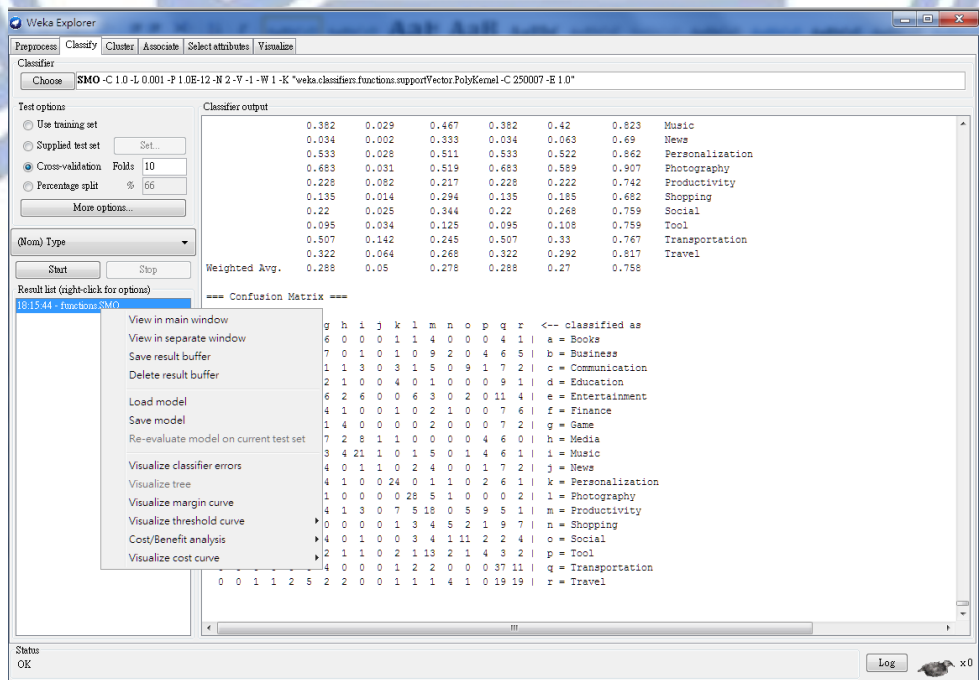 Weka Explorer
Preprocess Classify Cluster Associate Select attributes Visualize
Classifier
Choose SMO -C 1.0 -L 0.001 -P 1.0E-12 -N 2 -V -1 -W 1 -K "weka.classifiers.functions.supportVector.PolyKernel -C 250007 -E 1.0"
Test options
Use training set
Supplied test set Set...
Cross-validation Folds 10
Percentage split % 66
More options...
(Nom) Type
Start Stop
Result list (right-click for options)
18:15:44 - functions.SMO
View in main window
View in separate window
Save result buffer
Delete result buffer
Load model
Save model
Re-evaluate model on current test set
Visualize classifier errors
Visualize tree
Visualize margin curve
Visualize threshold curve
Cost/Benefit analysis
Visualize cost curve
Classifier output
0.382 0.029 0.467 0.382 0.42 0.823 Music
0.034 0.002 0.333 0.034 0.063 0.69 News
0.533 0.028 0.511 0.533 0.522 0.862 Personalization
0.683 0.031 0.519 0.683 0.589 0.907 Photography
0.228 0.082 0.217 0.228 0.222 0.742 Productivity
0.135 0.014 0.294 0.135 0.185 0.682 Shopping
0.22 0.025 0.344 0.22 0.268 0.759 Social
0.095 0.034 0.125 0.095 0.108 0.759 Tool
0.507 0.142 0.245 0.507 0.33 0.767 Transportation
0.322 0.064 0.268 0.322 0.292 0.817 Travel
Weighted Avg. 0.288 0.05 0.278 0.288 0.27 0.758
=== Confusion Matrix ===
g h i j k l m n o p q r <-- classified as
6 0 0 0 1 1 4 0 0 0 4 1 | a = Books
7 0 1 0 1 0 9 2 0 4 6 5 | b = Business
1 1 3 0 3 1 5 0 9 1 7 2 | c = Communication
2 1 0 0 4 0 1 0 0 0 9 1 | d = Education
6 2 6 0 0 6 3 0 2 0 11 4 | e = Entertainment
4 1 0 0 1 0 2 1 0 0 7 6 | f = Finance
1 4 0 0 0 0 2 0 0 0 7 2 | g = Game
7 2 8 1 1 0 0 0 0 4 6 0 | h = Media
3 4 21 1 0 1 5 0 1 4 6 1 | i = Music
4 0 1 1 0 2 4 0 0 1 7 2 | j = News
4 1 0 0 24 0 1 1 0 2 6 1 | k = Personalization
1 0 0 0 0 28 5 1 0 0 0 2 | l = Photography
4 1 3 0 7 5 18 0 5 9 5 1 | m = Productivity
0 0 0 0 1 3 4 5 2 1 9 7 | n = Shopping
4 0 1 0 0 3 4 1 11 2 2 4 | o = Social
2 1 1 0 2 1 13 2 1 4 3 2 | p = Tool
4 0 0 0 1 2 2 0 0 0 37 11 | q = Transportation
0 0 1 1 2 5 2 2 0 0 1 1 1 4 1 0 19 19 | r = Travel
Status
OK
Log x 0